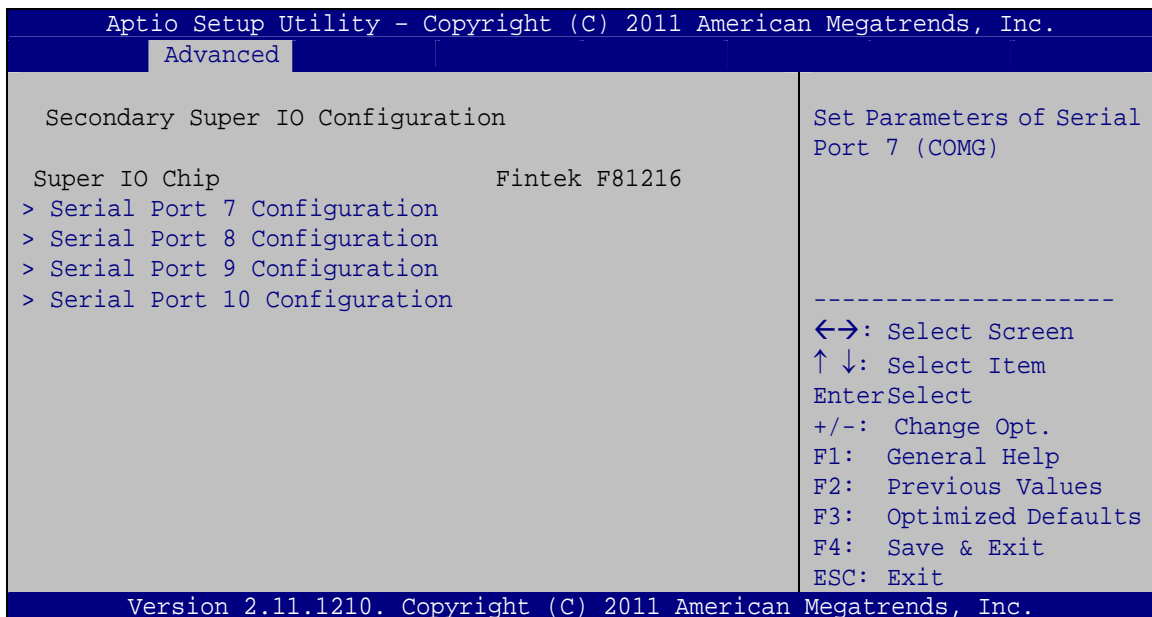 Aptio Setup Utility – Copyright (C) 2011 American Megatrends, Inc.
Advanced
Secondary Super IO Configuration
Super IO Chip Fintek F81216
> Serial Port 7 Configuration
> Serial Port 8 Configuration
> Serial Port 9 Configuration
> Serial Port 10 Configuration
Set Parameters of Serial
Port 7 (COMG)
---------------------
←→: Select Screen
↑ ↓: Select Item
EnterSelect
+/-: Change Opt.
F1: General Help
F2: Previous Values
F3: Optimized Defaults
F4: Save & Exit
ESC: Exit
Version 2.11.1210. Copyright (C) 2011 American Megatrends, Inc.